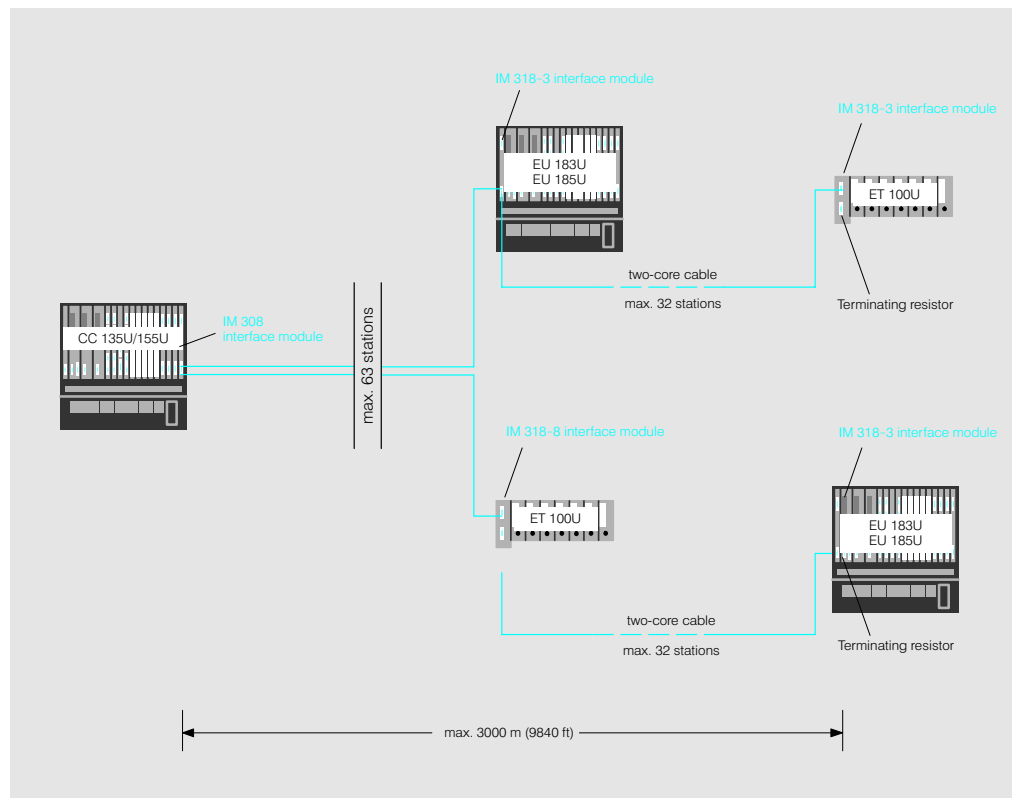 IM 318-3 interface module
IM 318-3 interface module
EU 183U
EU 185U
ET 100U
two-core cable
max. 32 stations
Terminating resistor
CC 135U/155U
IM 308
interface module
max. 63 stations
IM 318-8 interface module
IM 318-3 interface module
ET 100U
EU 183U
EU 185U
two-core cable
max. 32 stations
Terminating resistor
max. 3000 m (9840 ft)